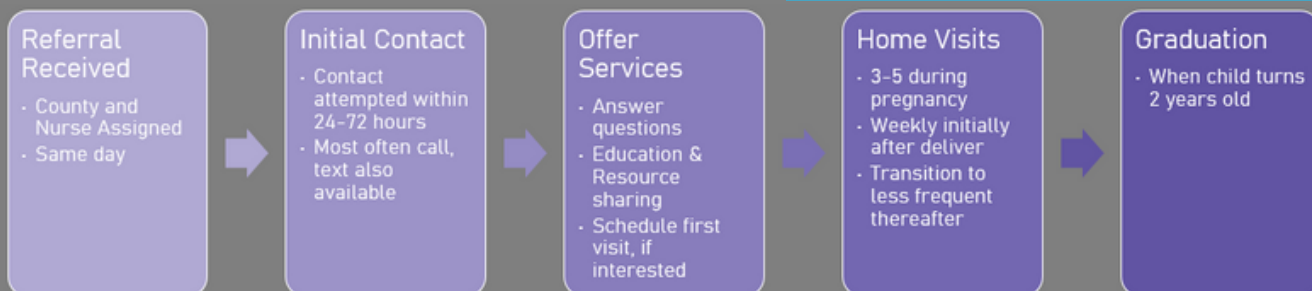 Referral
Received
· County and
Nurse Assigned
· Same day
Initial Contact
· Contact
attempted within
24-72 hours
· Most often call,
text also
available
Offer
Services
· Answer
questions
· Education &
Resource
sharing
· Schedule first
visit, if
interested
Home Visits
· 3-5 during
pregnancy
· Weekly initially
after deliver
· Transition to
less frequent
thereafter
Graduation
· When child turns
2 years old